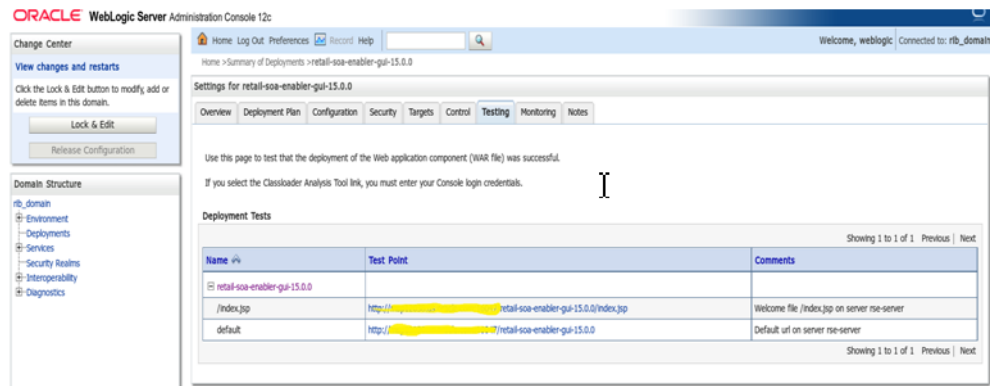 ORACLE WebLogic Server Administration Console 12c
Change Center
View changes and restarts
Click the Lock & Edit button to modify, add or
delete items in this domain.
Lock & Edit
Release Configuration
Domain Structure
rib_domain
Environment
Deployments
Services
Security Realms
Interoperability
Diagnostics
Home Log Out Preferences Record Help
Welcome, weblogic Connected to: rib_domain
Home >Summary of Deployments >retail-soa-enabler-gui-15.0.0
Settings for retail-soa-enabler-gui-15.0.0
Overview Deployment Plan Configuration Security Targets Control Testing Monitoring Notes
Use this page to test that the deployment of the Web application component (WAR file) was successful.
If you select the Classloader Analysis Tool link, you must enter your Console login credentials.
Deployment Tests
Showing 1 to 1 of 1 Previous | Next
Name Test Point Comments
retail-soa-enabler-gui-15.0.0
/index.jsp http:// retail-soa-enabler-gui-15.0.0/index.jsp Welcome file /index.jsp on server rse-server
default http:// 7/retail-soa-enabler-gui-15.0.0 Default url on server rse-server
Showing 1 to 1 of 1 Previous | Next